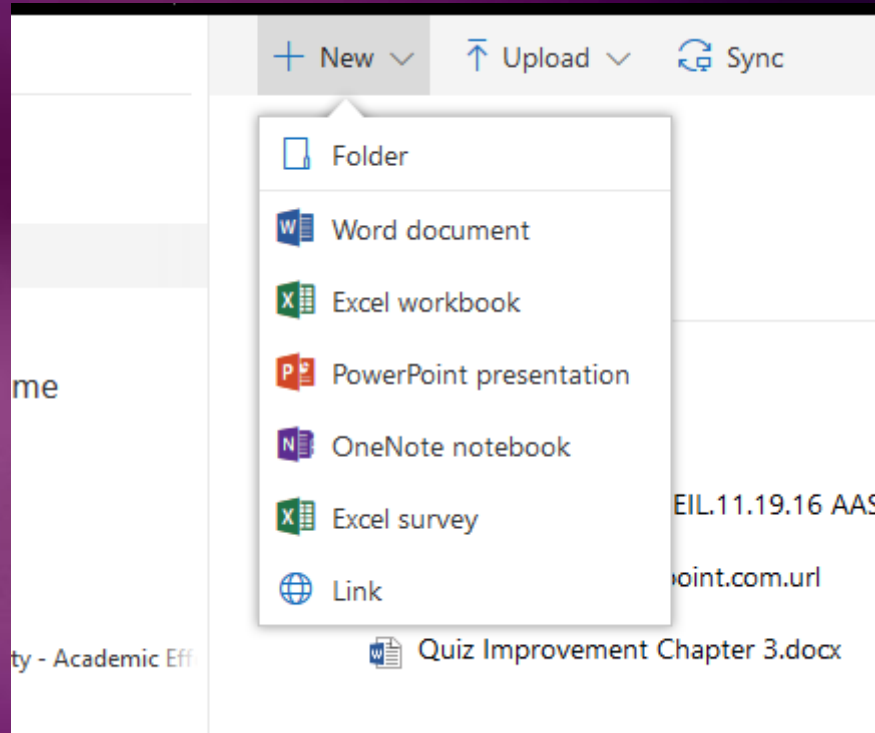 New
Upload
Sync
Folder
Word document
Excel workbook
PowerPoint presentation
me
OneNote notebook
Excel survey
EIL.11.19.16 AAS
Link
oint.com.url
Quiz Improvement Chapter 3.docx
ty - Academic Eff